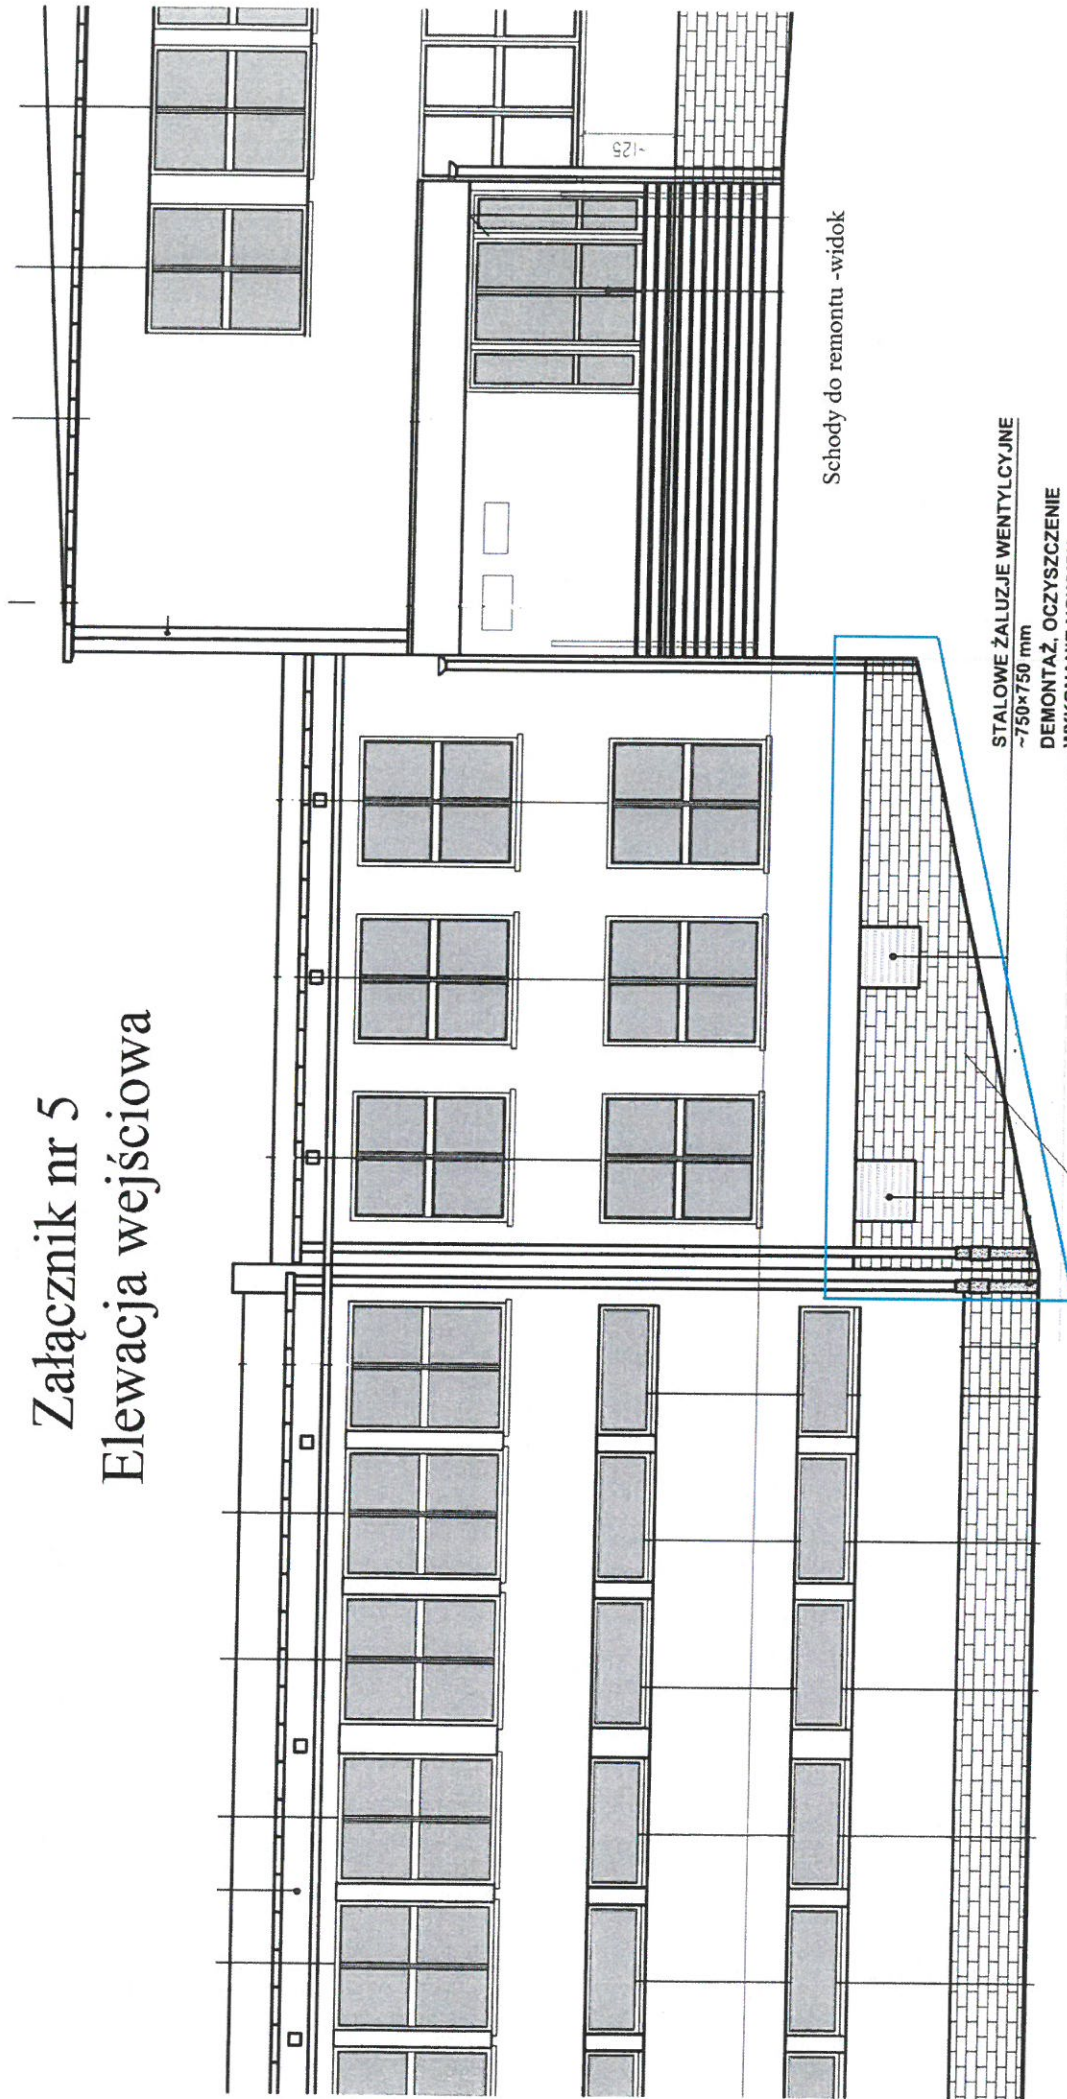 Załącznik nr 5
Elewacja wejściowa
~125
Schody do remontu -widok
STALOWE ŻALUZJE WENTYLCYJNE
~750×750 mm
DEMONTAŻ, OCZYSZCZENIE